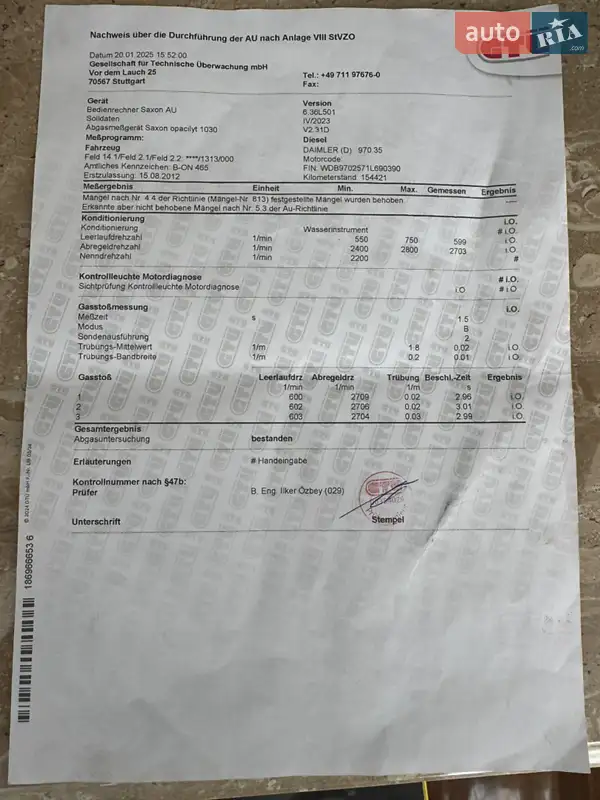 auto RIA .com
GTÜ
Nachweis über die Durchführung der AU nach Anlage VIII StVZO
Datum 20.01.2025 15:52:00
Gesellschaft für Technische Überwachung mbH
Vor dem Lauch 25 Tel.: +49 711 97676-0
70567 Stuttgart Fax:
Gerät Version
Bedienrechner Saxon AU 6.36L501
Solldaten IV/2023
Abgasmeßgerät Saxon opacilyt 1030 V2.31D
Meßprogramm: Diesel
Fahrzeug DAIMLER (D) 970.35
Feld 14.1/Feld 2.1/Feld 2.2: ****/1313/000 Motorcode:
Amtliches Kennzeichen: B-ON 465 FIN: WDB9702571L690390
Erstzulassung: 15.08.2012 Kilometerstand: 154421
Meßergebnis Einheit Min. Max. Gemessen Ergebnis
Mängel nach Nr. 4.4 der Richtlinie (Mängel-Nr. 813) festgestellte Mängel wurden behoben ----
Erkannte aber nicht behobene Mängel nach Nr. 5.3 der AU-Richtlinie
Konditionierung i.O.
Konditionierung Wasserinstrument # i.O.
Leerlaufdrehzahl 1/min 550 750 599 i.O.
Abregeldrehzahl 1/min 2400 2800 2703 i.O.
Nenndrehzahl 1/min 2200 #
Kontrollleuchte Motordiagnose # i.O.
Sichtprüfung Kontrollleuchte Motordiagnose i.O # i.O
Gasstoßmessung i.O.
Meßzeit s 1.5
Modus B
Sondenausführung 2
Trübungs-Mittelwert 1/m 1.8 0.02 i.O.
Trübungs-Bandbreite 1/m 0.2 0.01 i.O.
Gasstoß Leerlaufdrz Abregeldrz Trübung Beschl.-Zeit Ergebnis
1/min 1/min 1/m s
1 600 2709 0.02 2.96 i.O.
2 602 2706 0.02 3.01 i.O.
3 603 2704 0.03 2.99 i.O.
Gesamtergebnis
Abgasuntersuchung bestanden
Erläuterungen # Handeingabe
Kontrollnummer nach §47b:
Prüfer B. Eng. Ilker Özbey (029)
Unterschrift Stempel
186966653 6